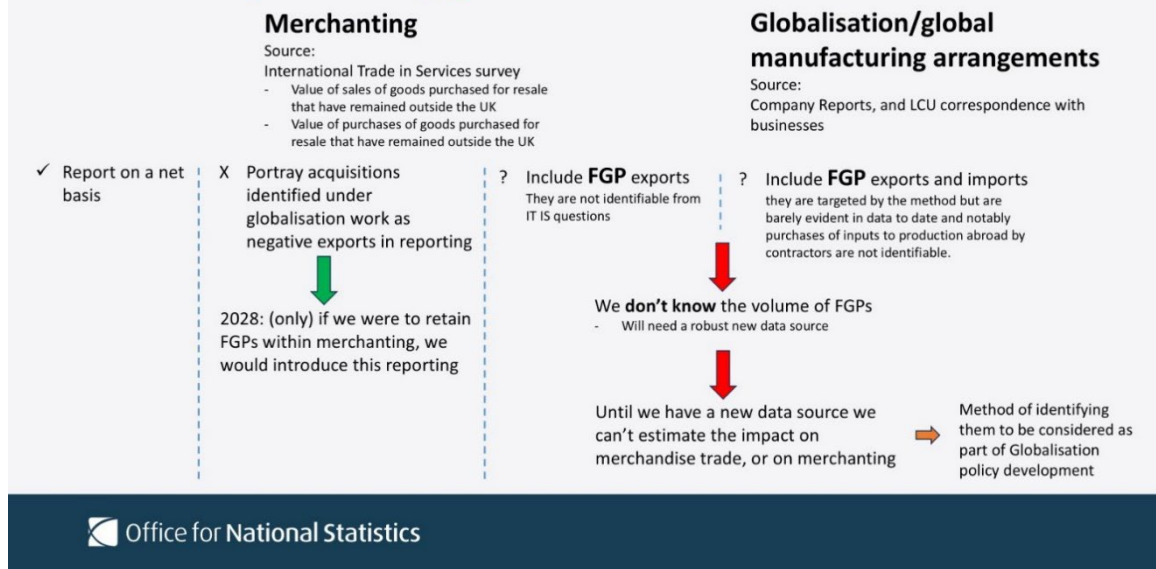 Merchanting
Source:
International Trade in Services survey
- Value of sales of goods purchased for resale
that have remained outside the UK
- Value of purchases of goods purchased for
resale that have remained outside the UK
Globalisation/global
manufacturing arrangements
Source:
Company Reports, and LCU correspondence with
businesses
✓ Report on a net
basis
X Portray acquisitions
identified under
globalisation work as
negative exports in reporting
2028: (only) if we were to retain
FGPs within merchanting, we
would introduce this reporting
? Include FGP exports
They are not identifiable from
IT IS questions
? Include FGP exports and imports
they are targeted by the method but are
barely evident in data to date and notably
purchases of inputs to production abroad by
contractors are not identifiable.
We don't know the volume of FGPs
- Will need a robust new data source
Until we have a new data source we
can't estimate the impact on
merchandise trade, or on merchanting
Method of identifying
them to be considered as
part of Globalisation
policy development
Office for National Statistics